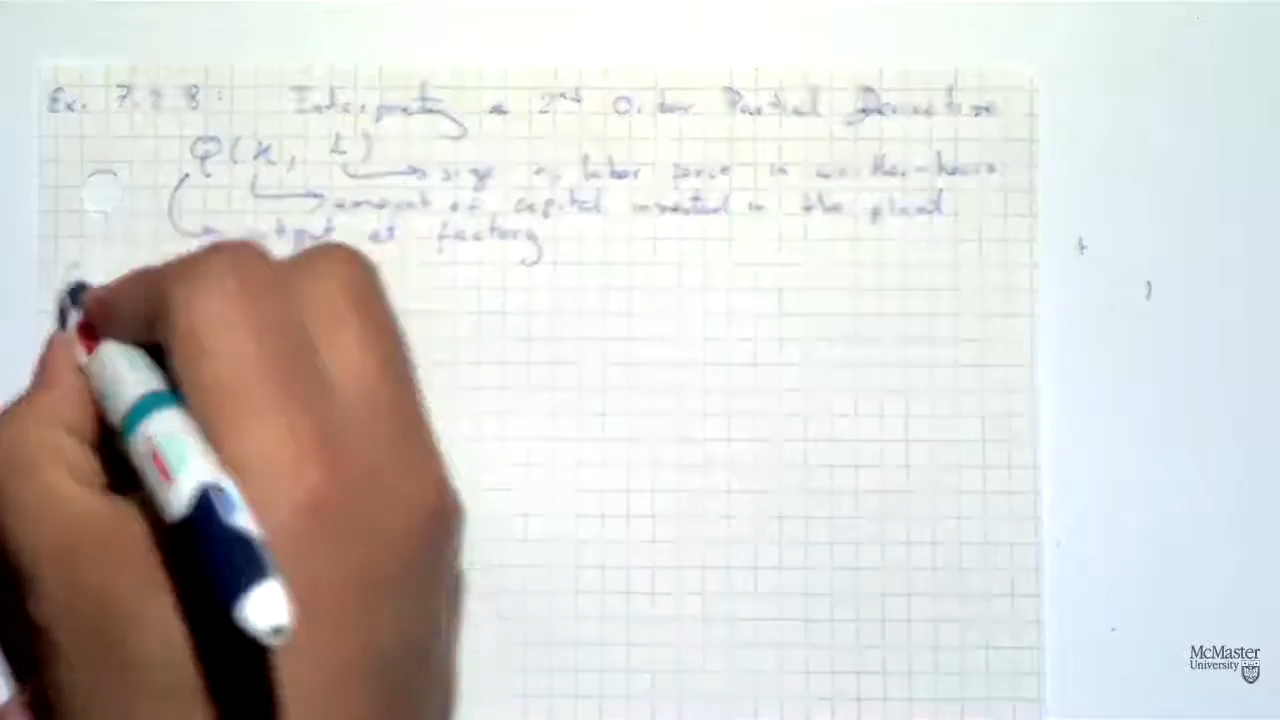 Ex. 7.2.8: Interpreting a 2nd Order Partial Derivative
Q(K, L)
size of labor force in worker-hours
amount of capital invested in the plant
output at factory
McMaster
University